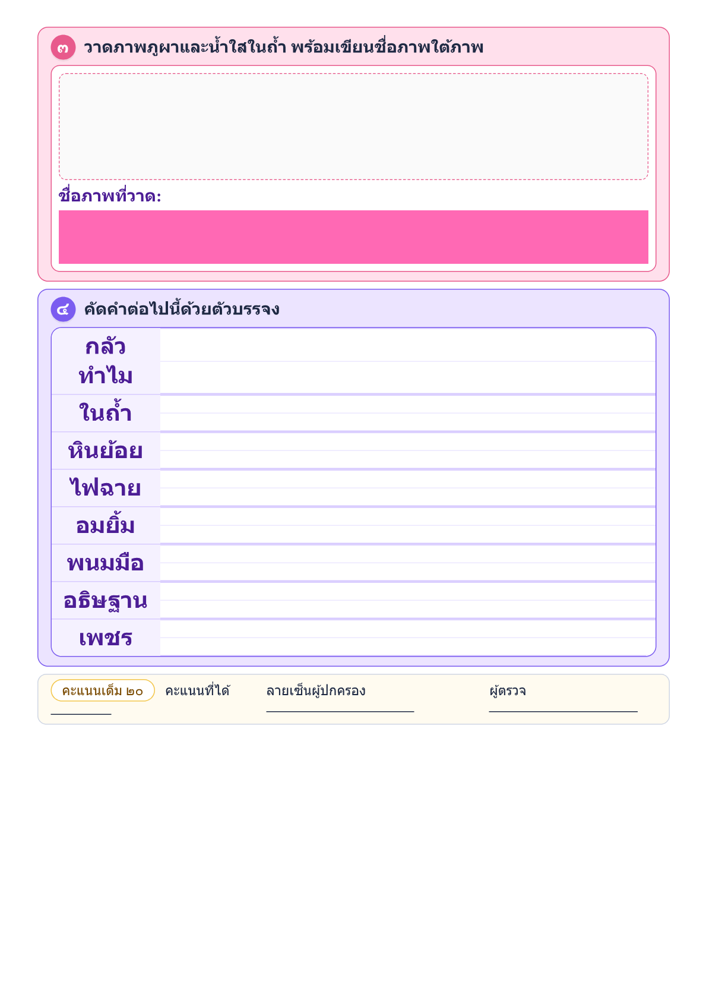 ๓ วาดภาพภูผาและน้ำใสในถ้ำ พร้อมเขียนชื่อภาพใต้ภาพ
ชื่อภาพที่วาด:
๔ คัดคำต่อไปนี้ด้วยตัวบรรจง
กลัว
ทำไม
ในถ้ำ
หินย้อย
ไฟฉาย
อมยิ้ม
พนมมือ
อธิษฐาน
เพชร
คะแนนเต็ม ๒๐ คะแนนที่ได้ ลายเซ็นผู้ปกครอง ผู้ตรวจ